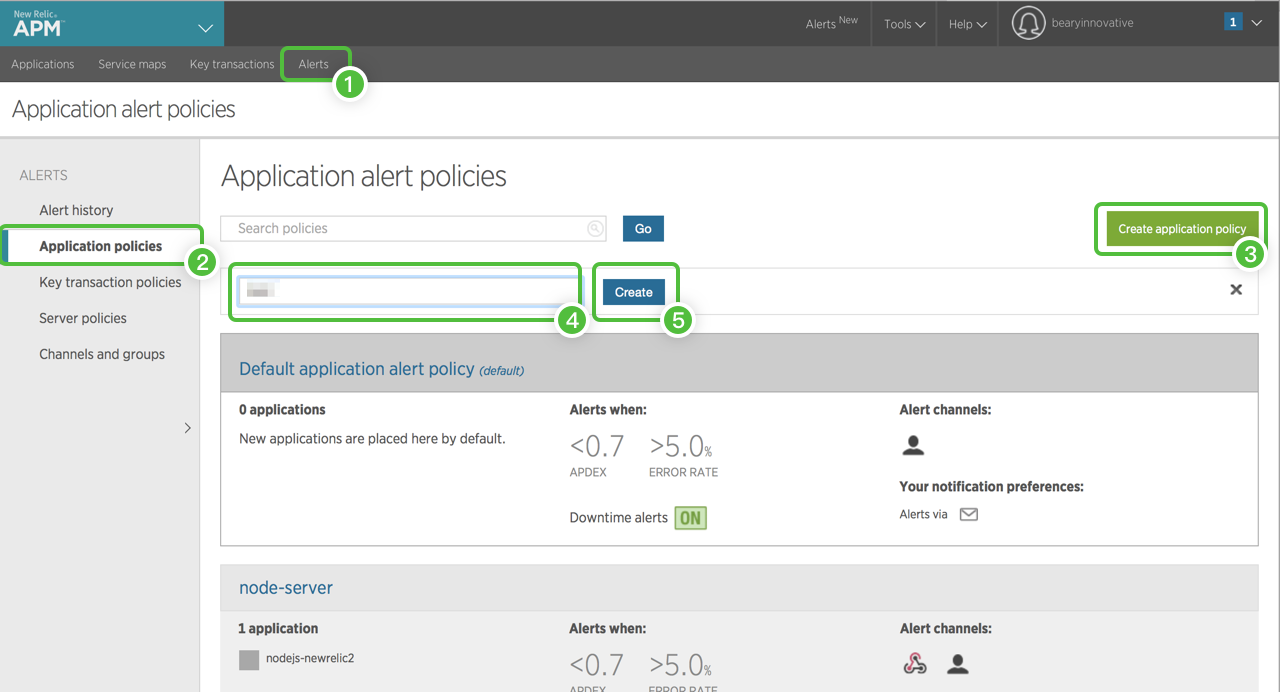 New Relic®
APM™
Alerts New
Tools
Help
bearyinnovative
1
Applications
Service maps
Key transactions
Alerts
1
Application alert policies
ALERTS
Alert history
Application policies
2
Key transaction policies
Server policies
Channels and groups
Application alert policies
Search policies
Go
Create application policy
3
4
Create
5
Default application alert policy (default)
0 applications
Alerts when:
Alert channels:
New applications are placed here by default.
<0.7
>5.0%
APDEX
ERROR RATE
Your notification preferences:
Downtime alerts ON
Alerts via
node-server
1 application
Alerts when:
Alert channels:
nodejs-newrelic2
<0.7
>5.0%
APDEX
ERROR RATE